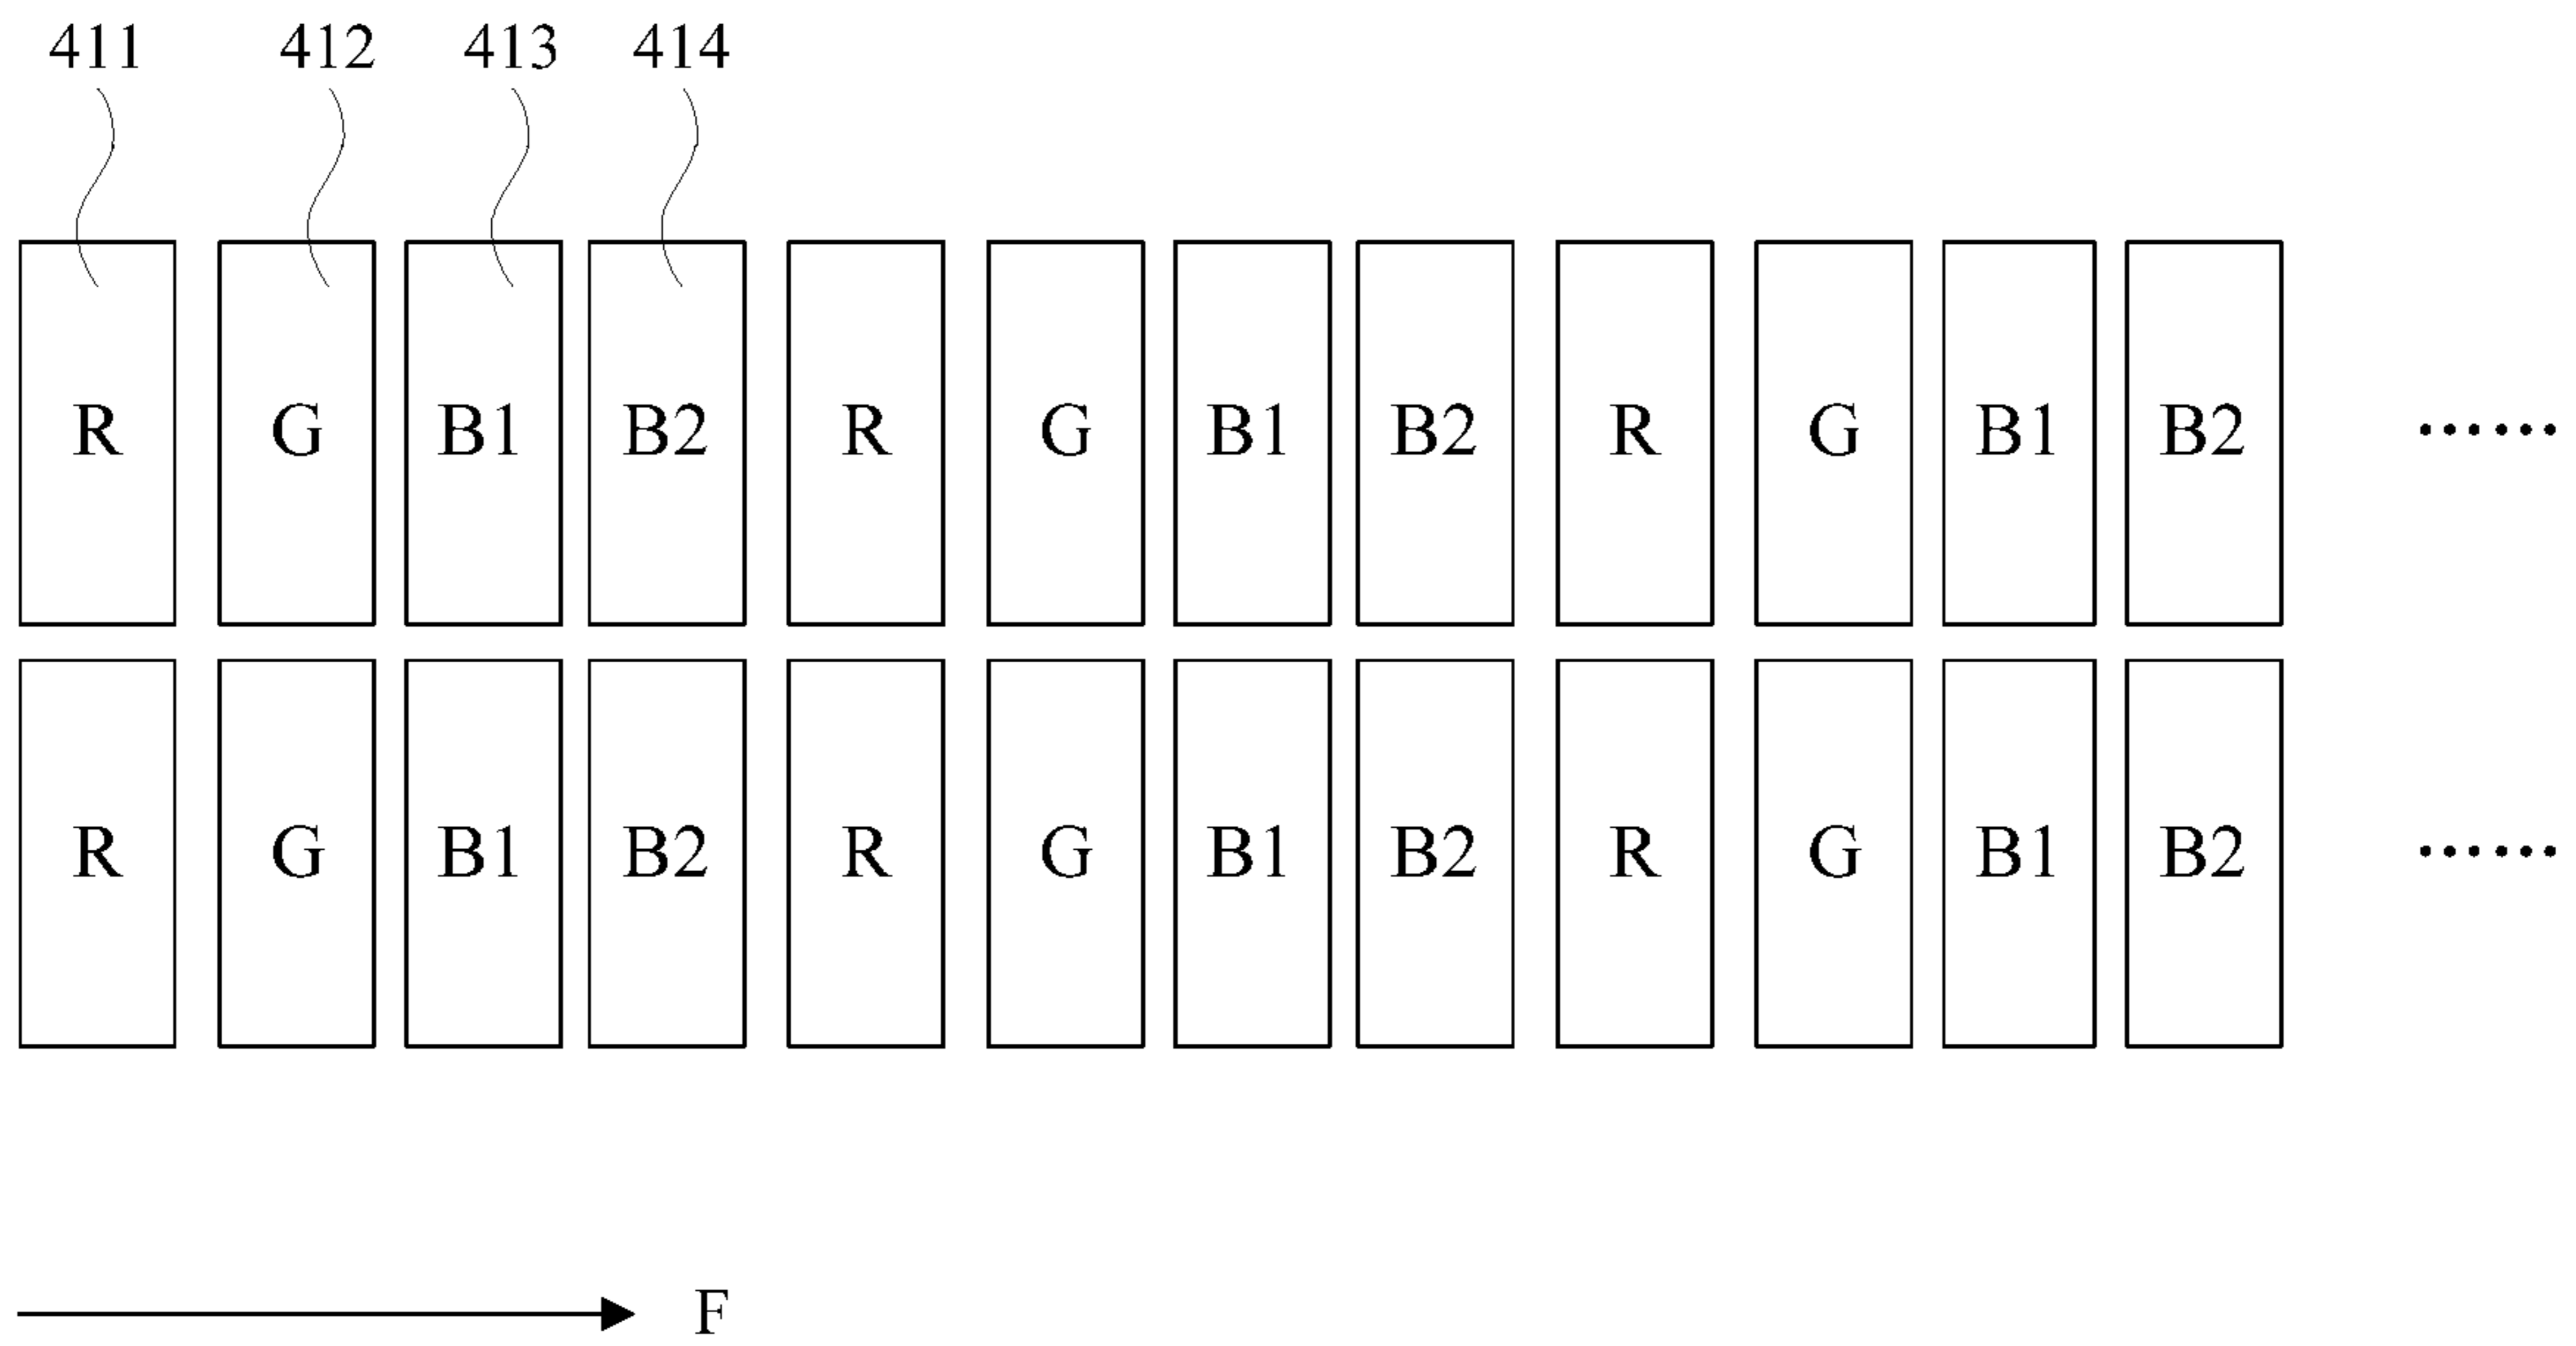 411 412 413 414
R G B1 B2 R G B1 B2 R G B1 B2 ......
R G B1 B2 R G B1 B2 R G B1 B2 ......
F